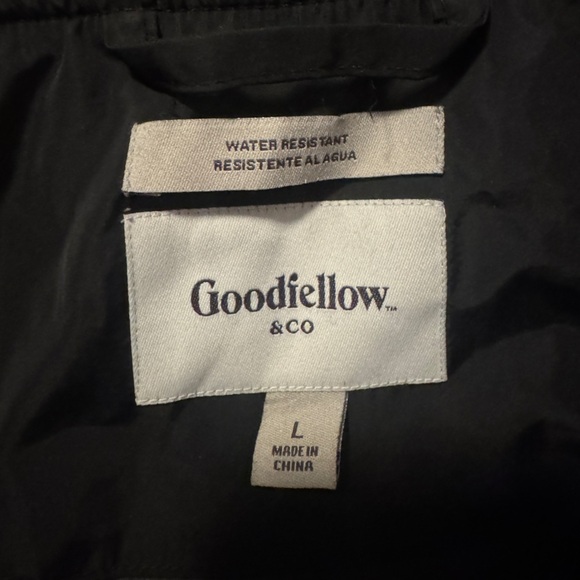 WATER RESISTANT
RESISTENTE AL AGUA
Goodfellow™
& CO
L
MADE IN
CHINA